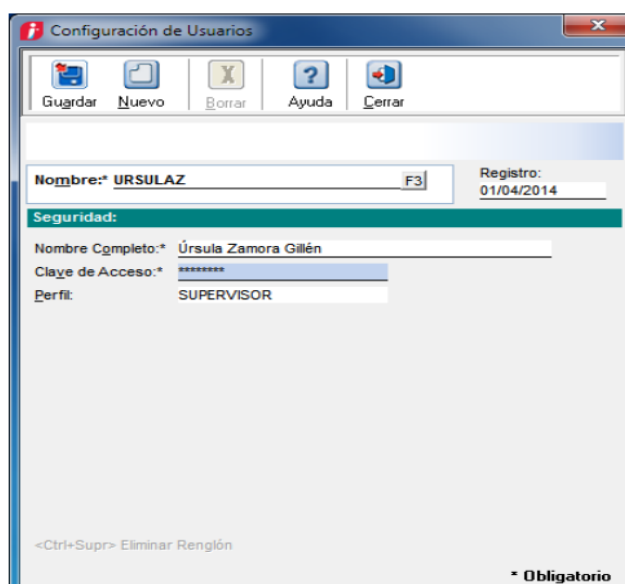 Configuración de Usuarios
Guardar Nuevo Borrar Ayuda Cerrar
Nombre:* URSULAZ F3
Registro:
01/04/2014
Seguridad:
Nombre Completo:* Úrsula Zamora Gillén
Clave de Acceso:* ********
Perfil: SUPERVISOR
<Ctrl+Supr> Eliminar Renglón
* Obligatorio